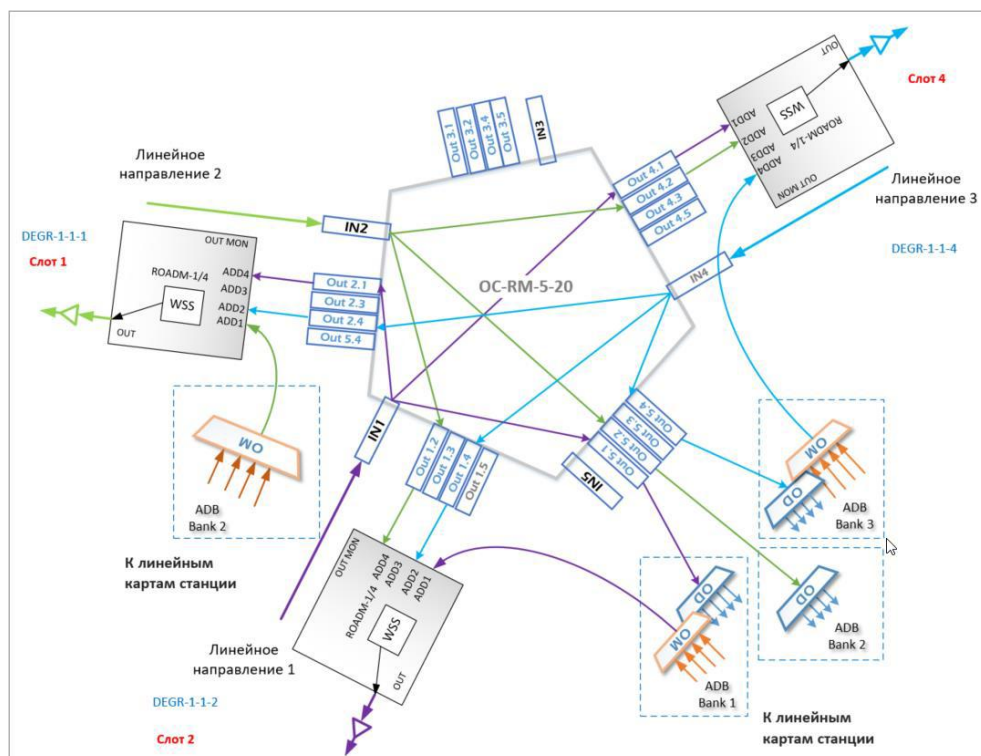 OUT
WSS
ROADM-1/4
ADD1
ADD2
ADD3
ADD4
OUT MON
Слот 4
Out 3.1
Out 3.2
Out 3.4
Out 3.5
IN3
Линейное
направление 2
Out 4.1
Out 4.2
Out 4.3
Out 4.5
Линейное
направление 3
DEGR-1-1-4
IN2
IN4
OC-RM-5-20
DEGR-1-1-1
Слот 1
OUT MON
ROADM-1/4
WSS
ADD4
ADD3
ADD2
ADD1
OUT
Out 2.1
Out 2.3
Out 2.4
Out 5.4
IN1
Out 1.2
Out 1.3
Out 1.4
Out 1.5
Out 5.4
Out 5.3
Out 5.2
Out 5.1
IN5
OM
ADB
Bank 2
OM
OD
ADB
Bank 3
К линейным
картам станции
OUT MON
ADD4
ADD3
ADD2
ADD1
ROADM-1/4
WSS
OUT
OD
OM
ADB
Bank 1
OD
ADB
Bank 2
Линейное
направление 1
DEGR-1-1-2
Слот 2
К линейным
картам станции